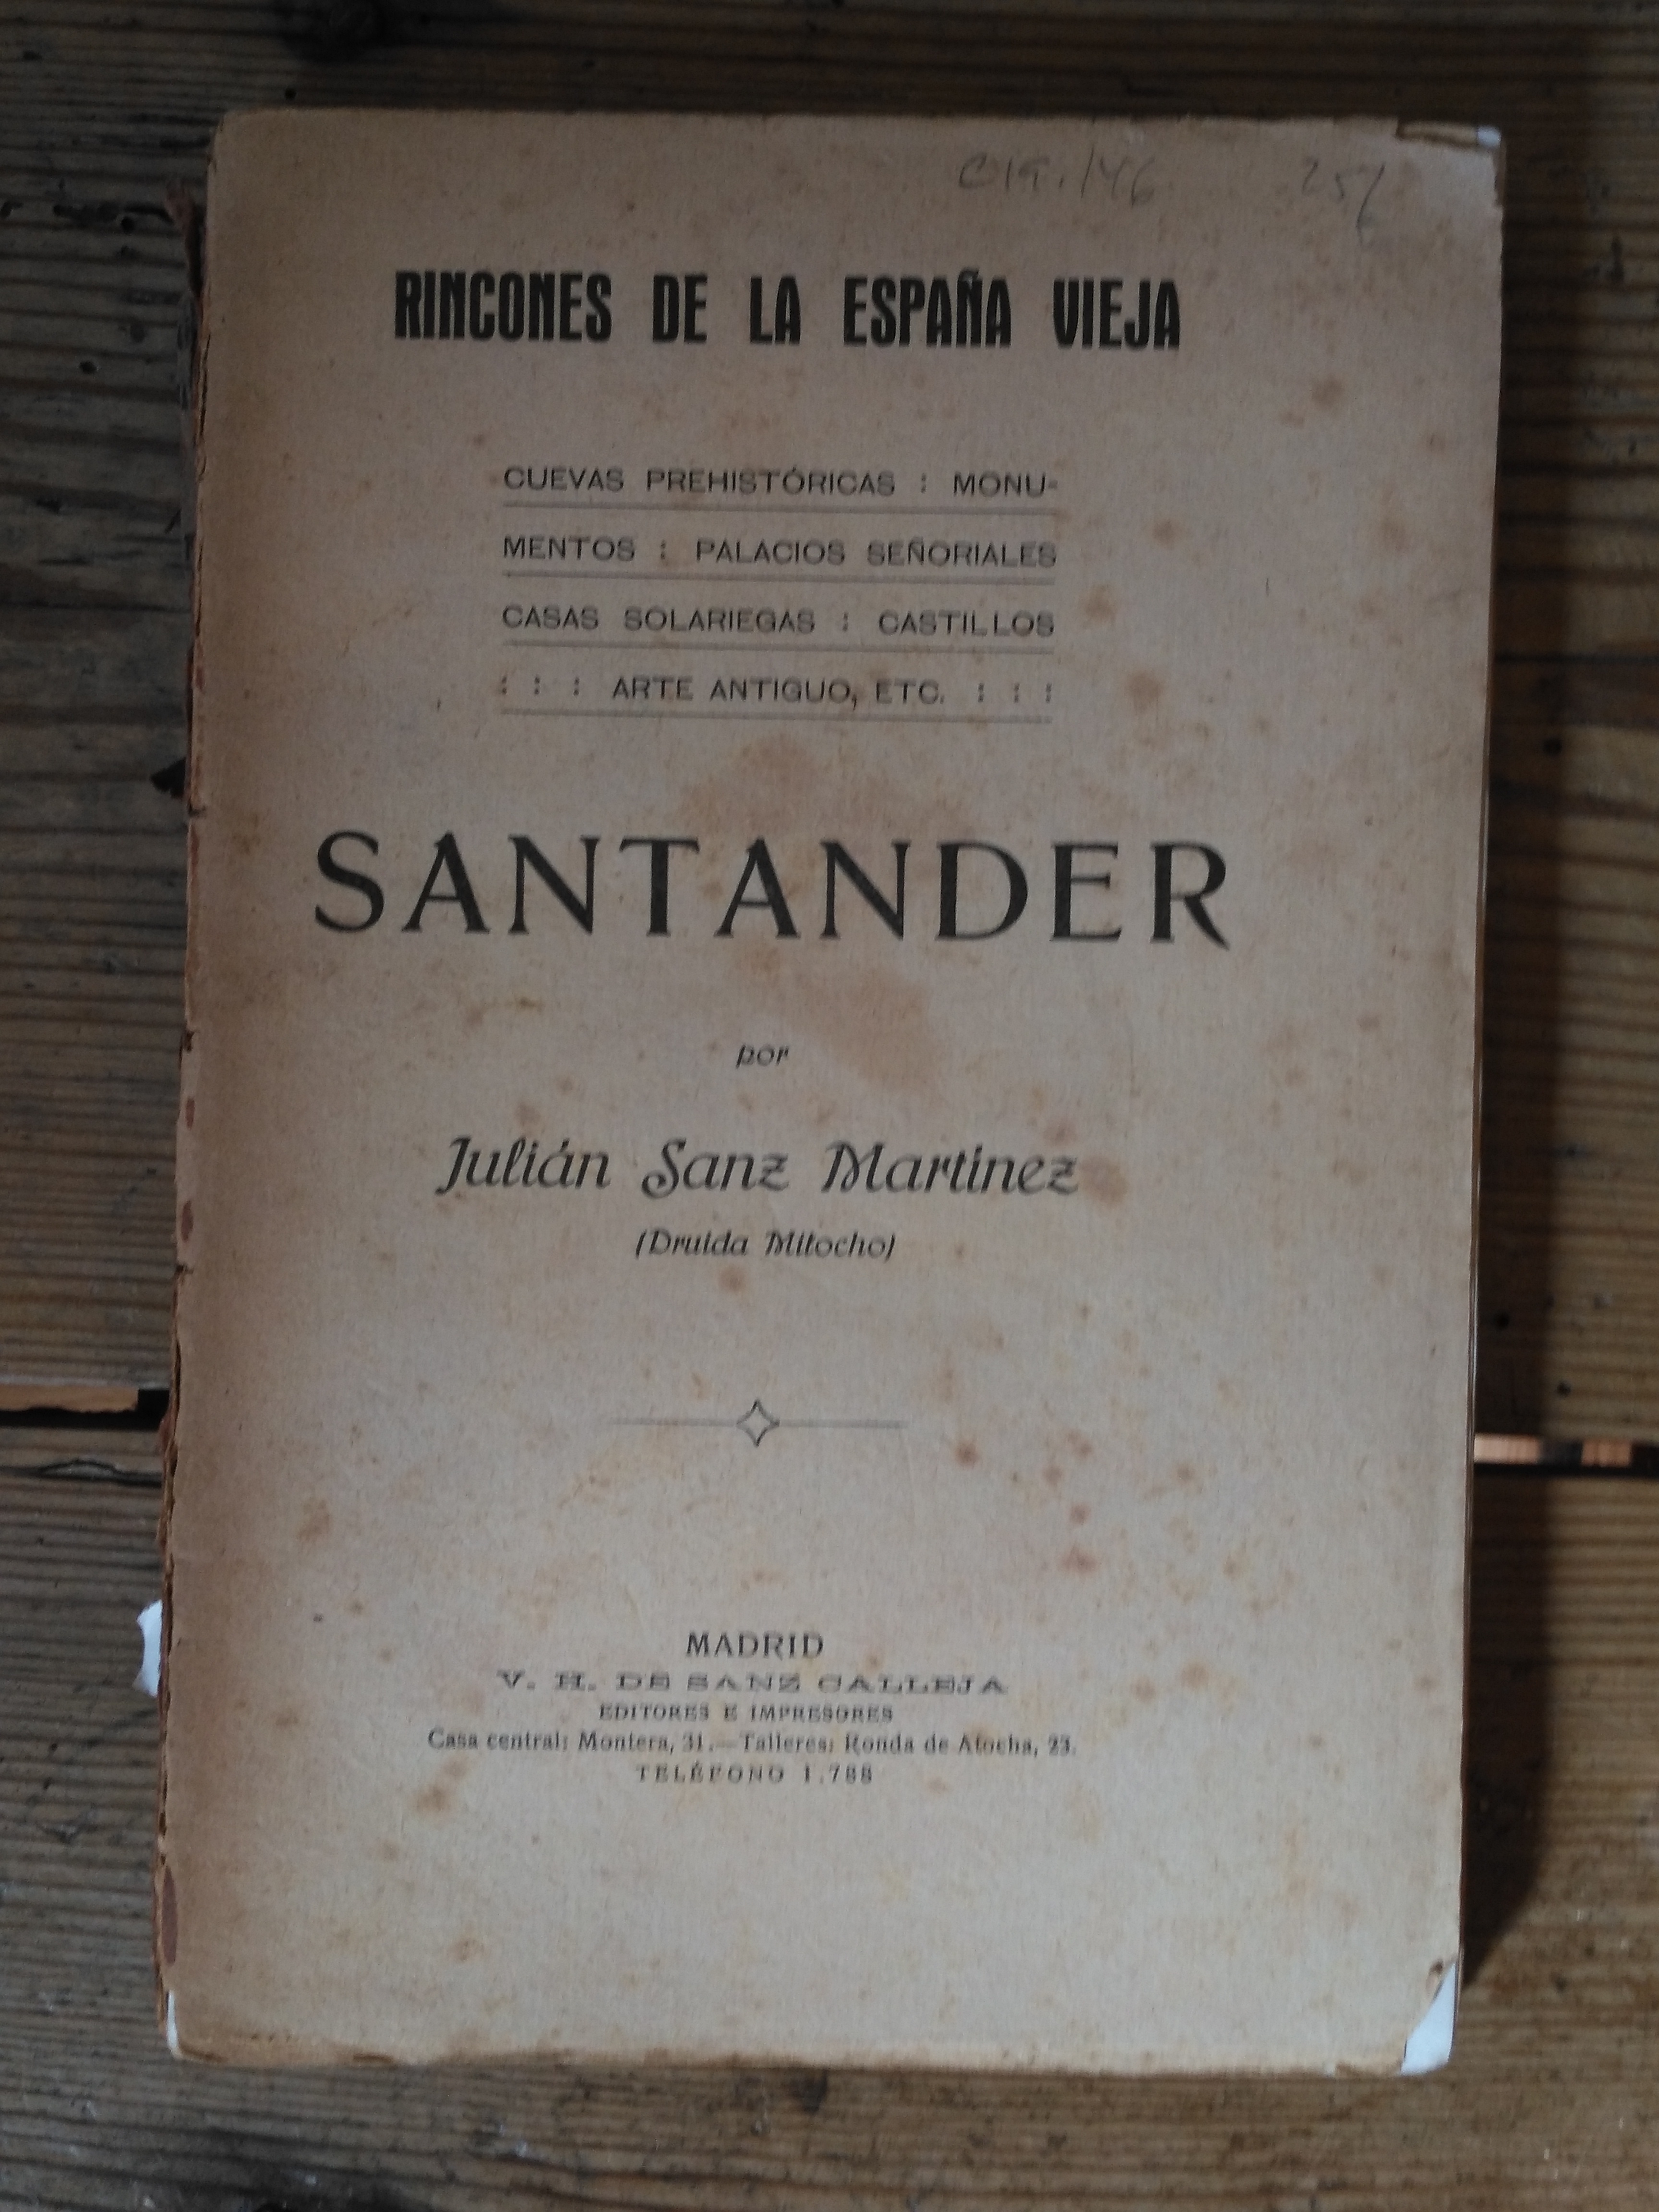 RINCONES DE LA ESPAÑA VIEJA
CUEVAS PREHISTÓRICAS : MONU-
MENTOS : PALACIOS SEÑORIALES
CASAS SOLARIEGAS : CASTILLOS
: : : ARTE ANTIGUO, ETC. : : :
SANTANDER
por
Julián Sanz Martinez
(Druida Mitocho)
MADRID
V. H. DE SANZ CALLEJA
EDITORES E IMPRESORES
Casa central: Montera, 31.—Talleres: Ronda de Atocha, 23.
TELÉFONO 1.788